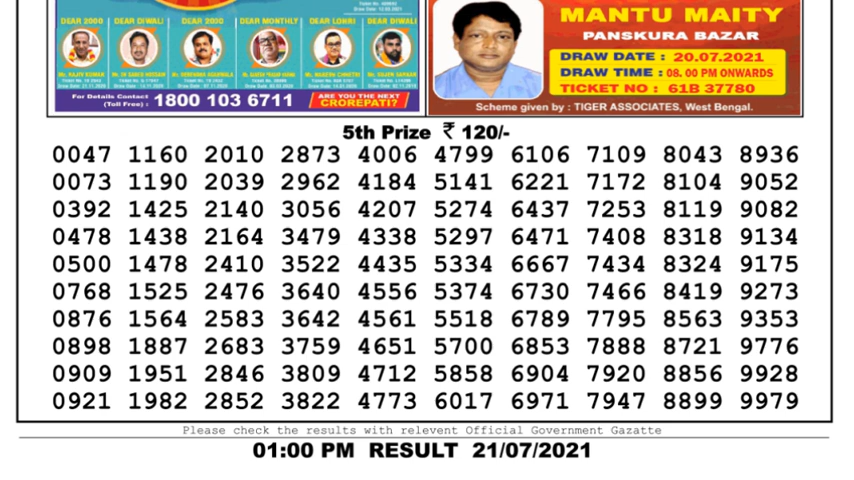 DEAR 2000 DEAR DIWALI DEAR 2000 DEAR MONTHLY DEAR LOHRI DEAR DIWALI
For Details Contact
(Toll Free) : 1800 103 6711
ARE YOU THE NEXT
CROREPATI?
MANTU MAITY
PANSKURA BAZAR
DRAW DATE : 20.07.2021
DRAW TIME : 08. 00 PM ONWARDS
TICKET NO : 61B 37780
Scheme given by : TIGER ASSOCIATES, West Bengal.
5th Prize ₹ 120/-
0047 1160 2010 2873 4006 4799 6106 7109 8043 8936
0073 1190 2039 2962 4184 5141 6221 7172 8104 9052
0392 1425 2140 3056 4207 5274 6437 7253 8119 9082
0478 1438 2164 3479 4338 5297 6471 7408 8318 9134
0500 1478 2410 3522 4435 5334 6667 7434 8324 9175
0768 1525 2476 3640 4556 5374 6730 7466 8419 9273
0876 1564 2583 3642 4561 5518 6789 7795 8563 9353
0898 1887 2683 3759 4651 5700 6853 7888 8721 9776
0909 1951 2846 3809 4712 5858 6904 7920 8856 9928
0921 1982 2852 3822 4773 6017 6971 7947 8899 9979
Please check the results with relevent Official Government Gazatte
01:00 PM RESULT 21/07/2021